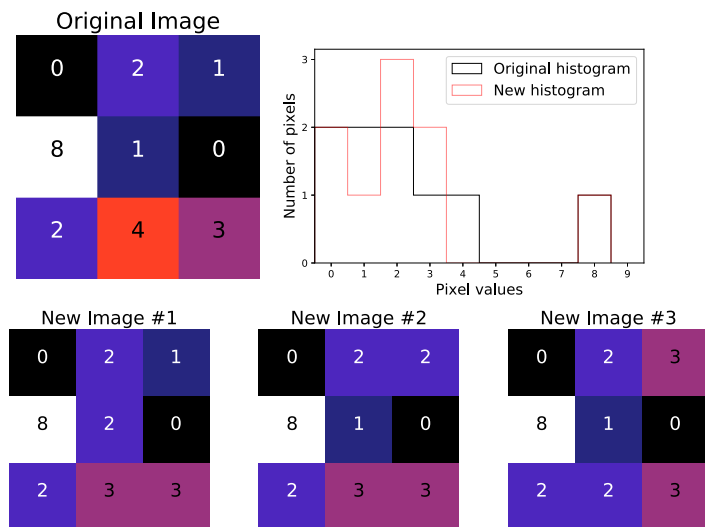 Original Image
0 2 1
8 1 0
2 4 3
Original histogram
New histogram
Number of pixels
3
2
1
0
0 1 2 3 4 5 6 7 8 9
Pixel values
New Image #1
0 2 1
8 2 0
2 3 3
New Image #2
0 2 2
8 1 0
2 3 3
New Image #3
0 2 3
8 1 0
2 2 3